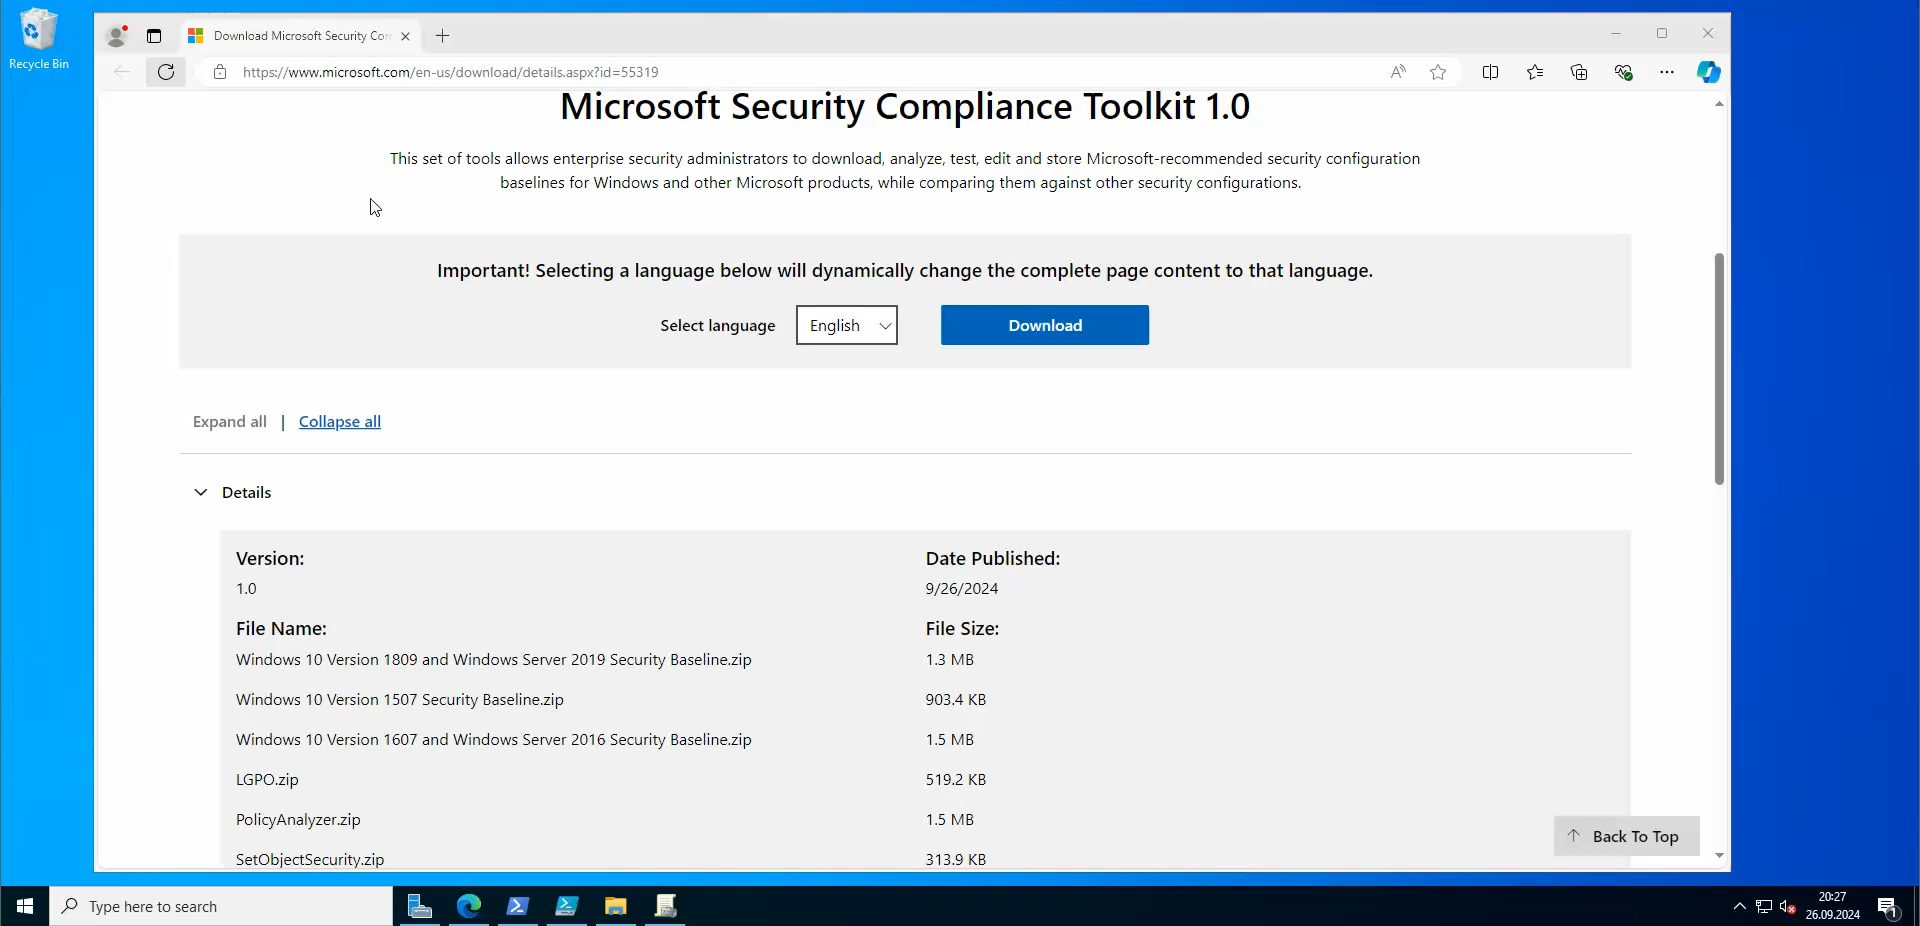 Recycle Bin
Download Microsoft Security Con
https://www.microsoft.com/en-us/download/details.aspx?id=55319
Microsoft Security Compliance Toolkit 1.0
This set of tools allows enterprise security administrators to download, analyze, test, edit and store Microsoft-recommended security configuration
baselines for Windows and other Microsoft products, while comparing them against other security configurations.
Important! Selecting a language below will dynamically change the complete page content to that language.
Select language English Download
Expand all | Collapse all
Details
Version: Date Published:
1.0 9/26/2024
File Name: File Size:
Windows 10 Version 1809 and Windows Server 2019 Security Baseline.zip 1.3 MB
Windows 10 Version 1507 Security Baseline.zip 903.4 KB
Windows 10 Version 1607 and Windows Server 2016 Security Baseline.zip 1.5 MB
LGPO.zip 519.2 KB
PolicyAnalyzer.zip 1.5 MB
Back To Top
SetObjectSecurity.zip 313.9 KB
Type here to search
20:27
26.09.2024
1